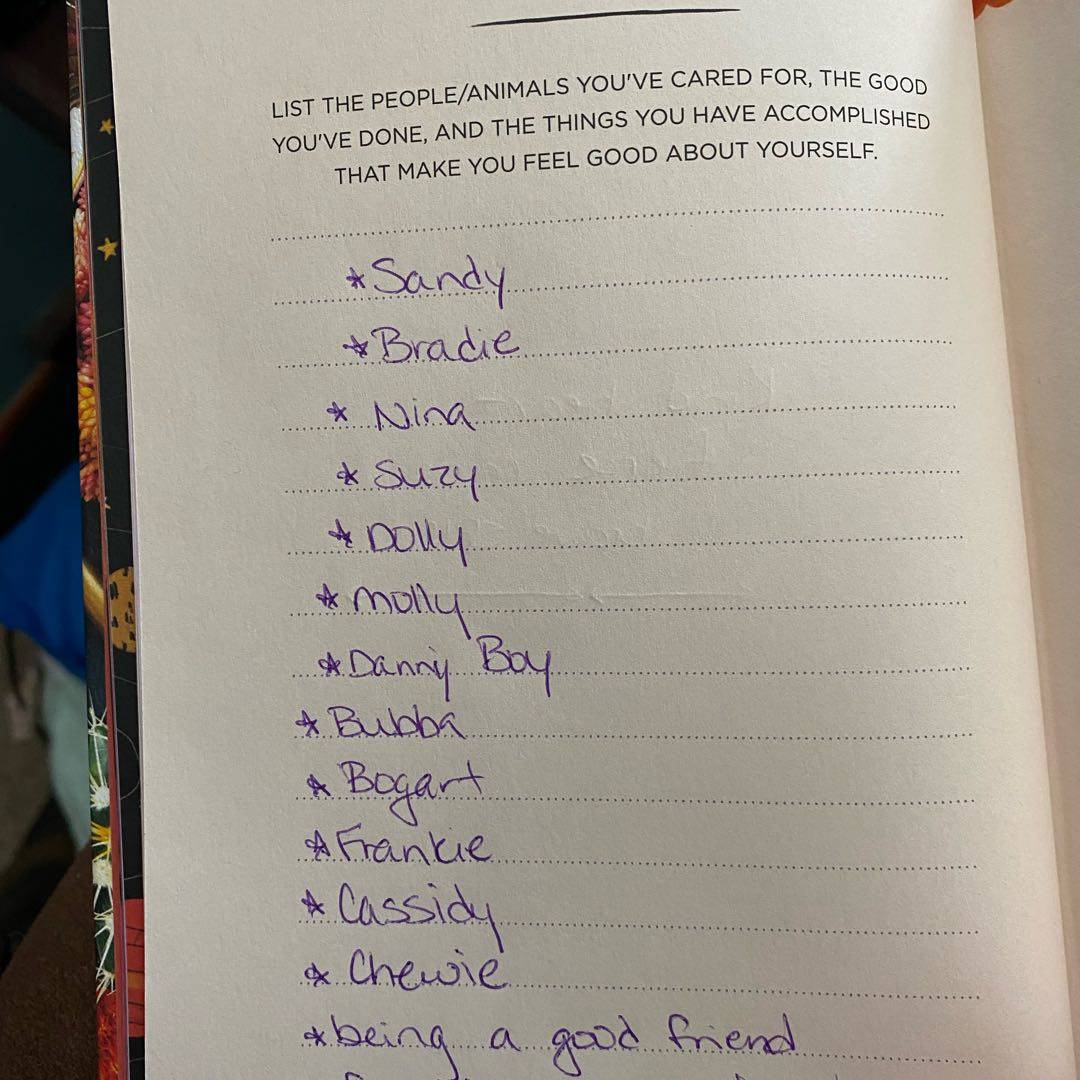 LIST THE PEOPLE/ANIMALS YOU'VE CARED FOR, THE GOOD
YOU'VE DONE, AND THE THINGS YOU HAVE ACCOMPLISHED
THAT MAKE YOU FEEL GOOD ABOUT YOURSELF.
*Sandy
*Bradie
* Nina
* Suzy
* Dolly
* Molly
*Danny Boy
* Bubba
* Bogart
*Frankie
* Cassidy
* Chewie
*being a good friend